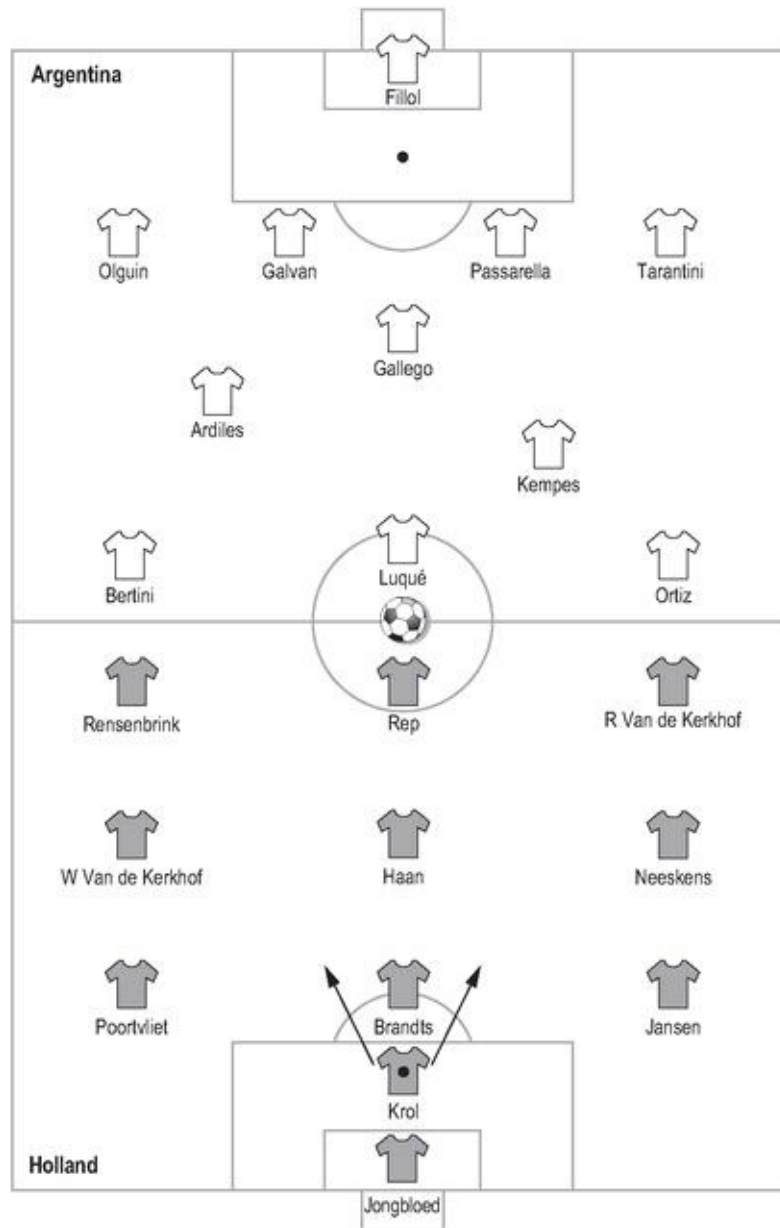 Argentina
Fillol
Olguin Galvan Passarella Tarantini
Gallego
Ardiles
Kempes
Bertini Luqué Ortiz
Rensenbrink Rep R Van de Kerkhof
W Van de Kerkhof Haan Neeskens
Poortvliet Brandts Jansen
Krol
Holland
Jongbloed